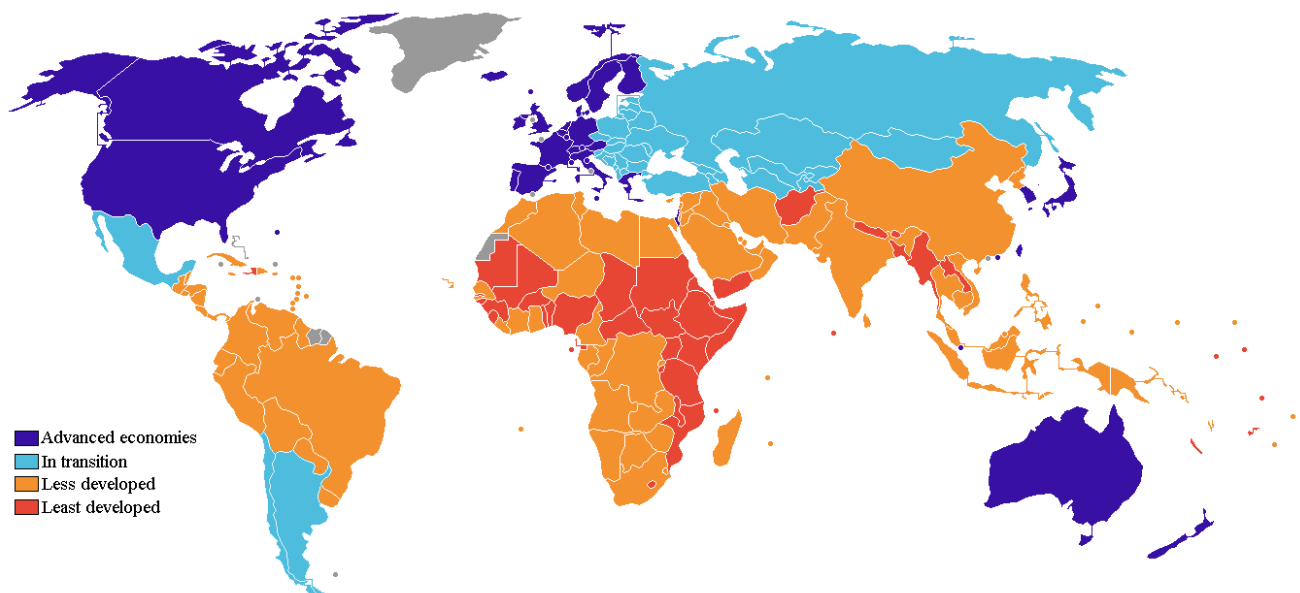 Advanced economies
In transition
Less developed
Least developed